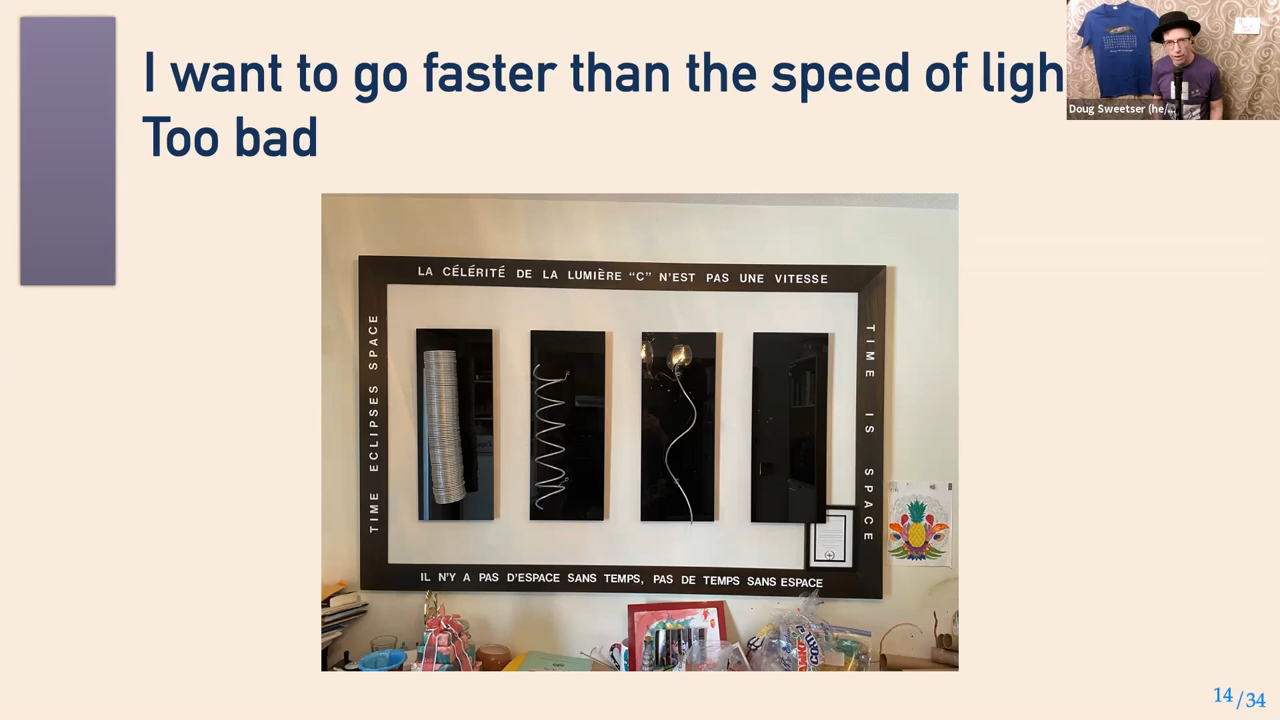 I want to go faster than the speed of ligh
Too bad
Doug Sweetser (he/...
LA CÉLÉRITÉ DE LA LUMIÈRE “C” N’EST PAS UNE VITESSE
TIME ECLIPSES SPACE
TIME IS SPACE
IL N'Y A PAS D'ESPACE SANS TEMPS, PAS DE TEMPS SANS ESPACE
14/34